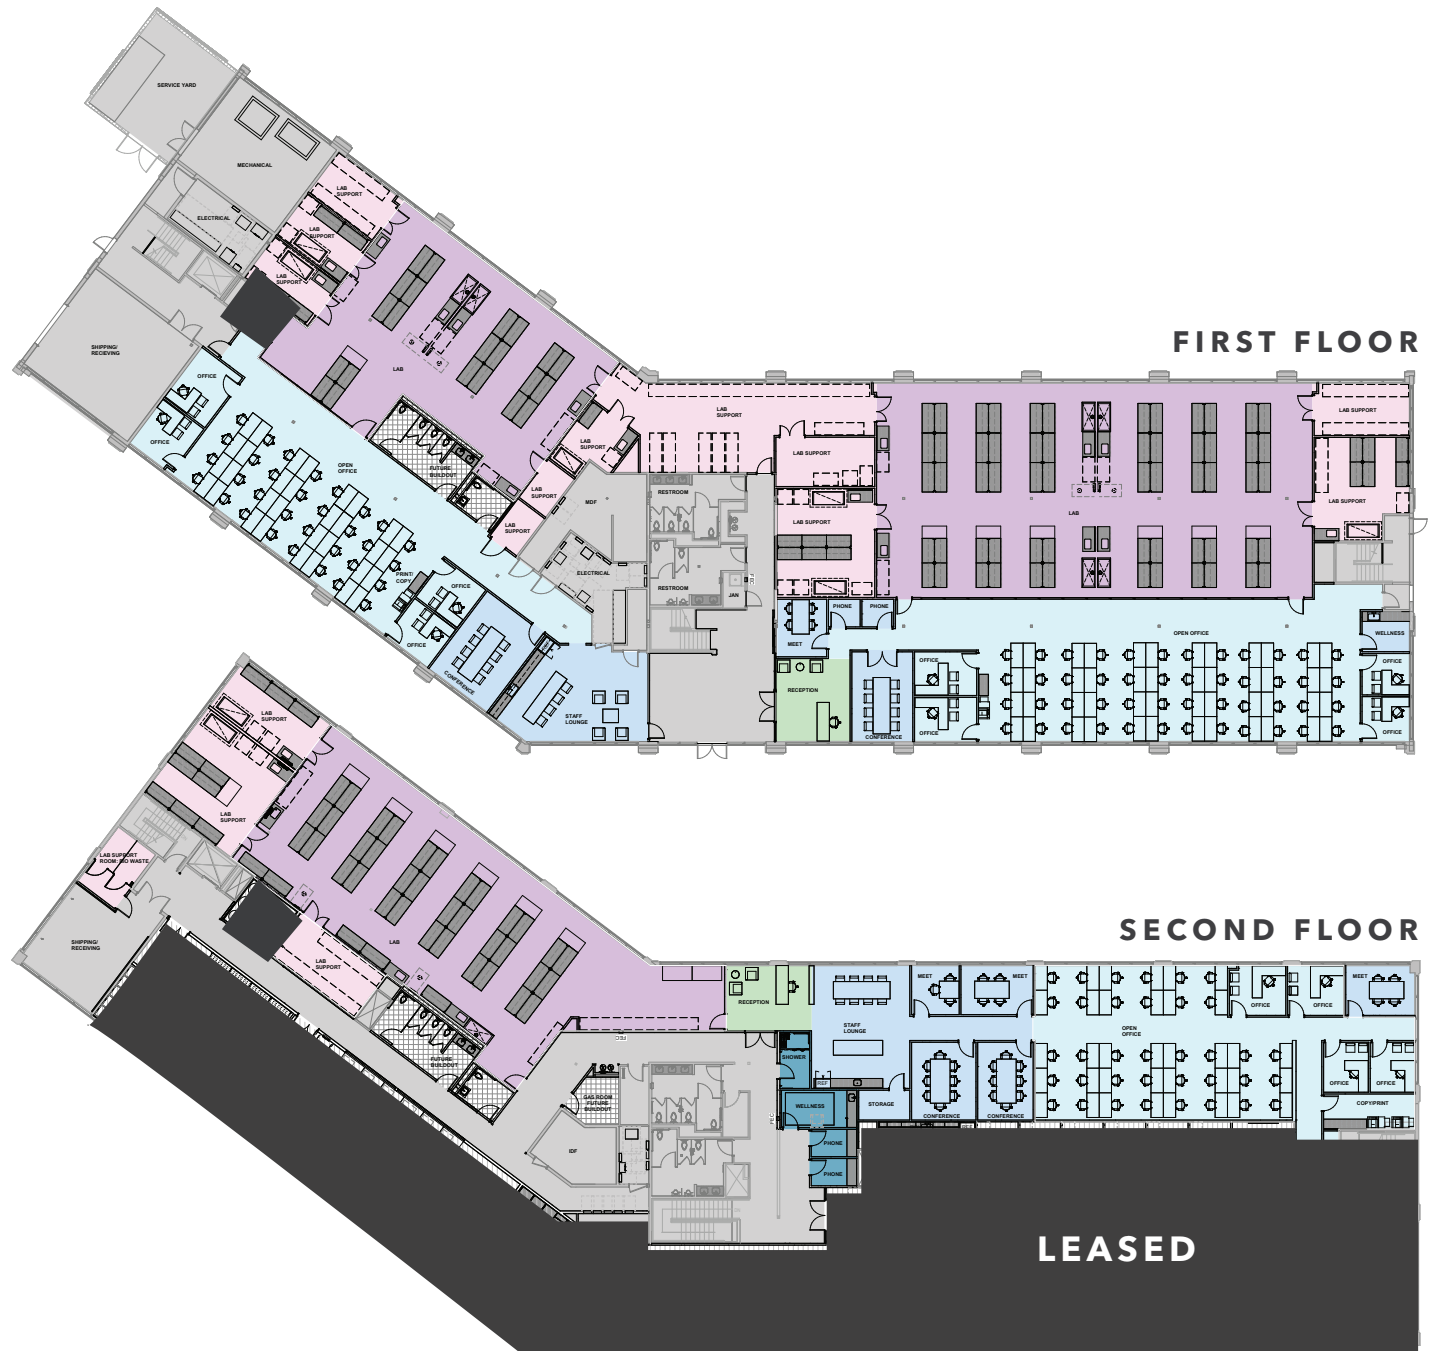 SERVICE YARD
MECHANICAL
LAB
SUPPORT
ELECTRICAL
LAB
SUPPORT
LAB
SUPPORT
SHIPPING/
RECIEVING
FIRST FLOOR
OFFICE
LAB
OFFICE
OPEN
OFFICE
FUTURE
BUILDOUT
LAB
SUPPORT
LAB
SUPPORT
LAB
SUPPORT
LAB
SUPPORT
LAB SUPPORT
LAB SUPPORT
LAB SUPPORT
LAB SUPPORT
LAB
MDF
RESTROOM
ELECTRICAL
RESTROOM
JAN
FEC
PRINT/
COPY
OFFICE
OFFICE
CONFERENCE
STAFF
LOUNGE
MEET
PHONE
PHONE
RECEPTION
CONFERENCE
OFFICE
OFFICE
OPEN OFFICE
WELLNESS
OFFICE
OFFICE
LAB
SUPPORT
LAB
SUPPORT
LAB SUPPORT
ROOM: BIO WASTE
SHIPPING/
RECEIVING
SECOND FLOOR
LAB
LAB
SUPPORT
FUTURE
BUILDOUT
FEC
GAS ROOM
FUTURE
BUILDOUT
IDF
RECEPTION
SHOWER
WELLNESS
FEC
PHONE
PHONE
STAFF
LOUNGE
REF
STORAGE
MEET
MEET
CONFERENCE
CONFERENCE
OPEN
OFFICE
OFFICE
OFFICE
MEET
OFFICE
OFFICE
COPY/PRINT
LEASED